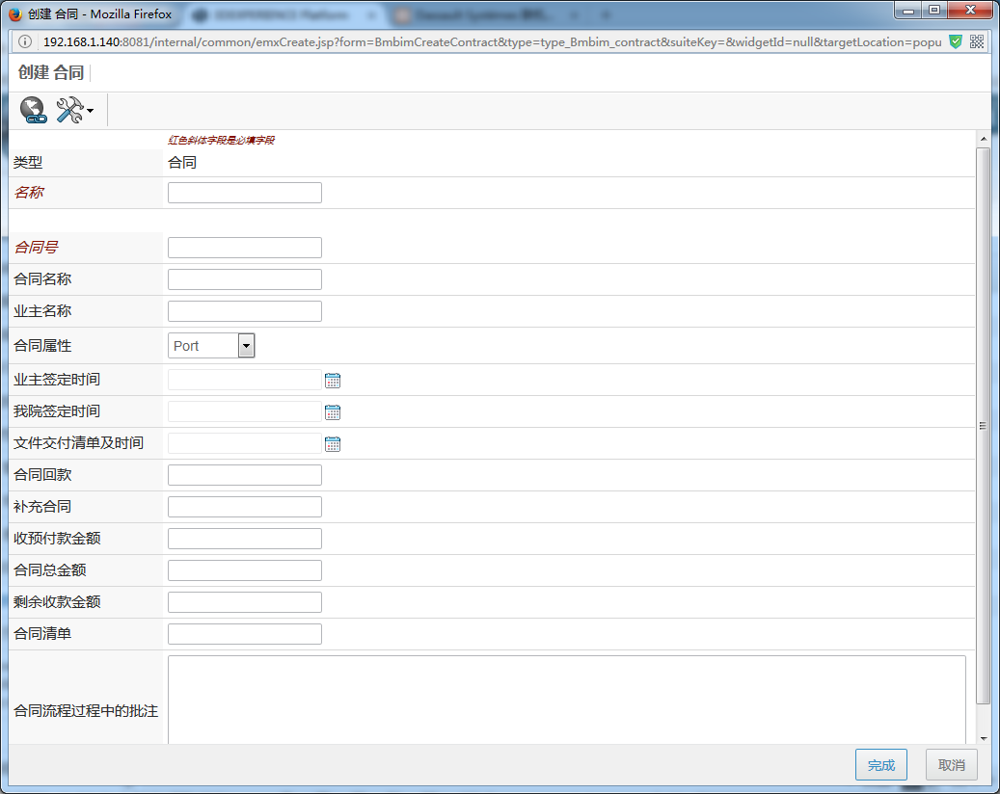 创建 合同 - Mozilla Firefox
192.168.1.140:8081/internal/common/emxCreate.jsp?form=BmbimCreateContract&type=type_Bmbim_contract&suiteKey=&widgetId=null&targetLocation=popu
创建 合同
红色斜体字段是必填字段
类型 合同
名称
合同号
合同名称
业主名称
合同属性 Port
业主签定时间
我院签定时间
文件交付清单及时间
合同回款
补充合同
收预付款金额
合同总金额
剩余收款金额
合同清单
合同流程过程中的批注
完成 取消